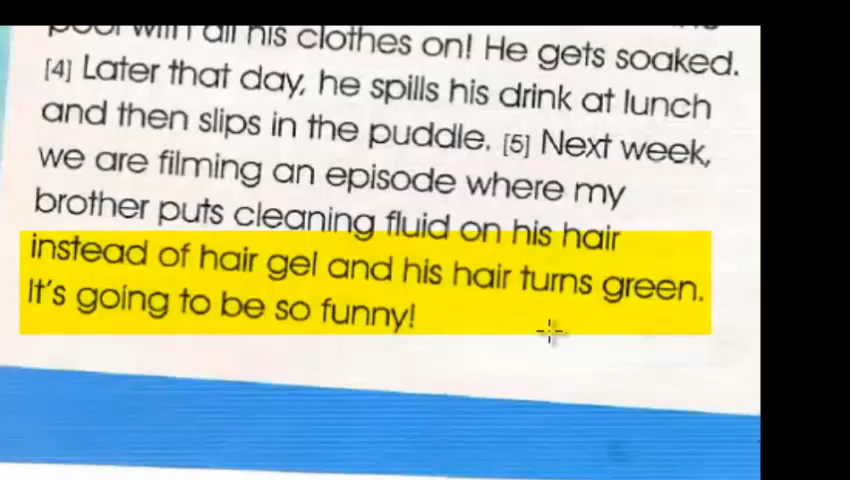 pool with all his clothes on! He gets soaked.
[4] Later that day, he spills his drink at lunch
and then slips in the puddle. [5] Next week,
we are filming an episode where my
brother puts cleaning fluid on his hair
instead of hair gel and his hair turns green.
It's going to be so funny!